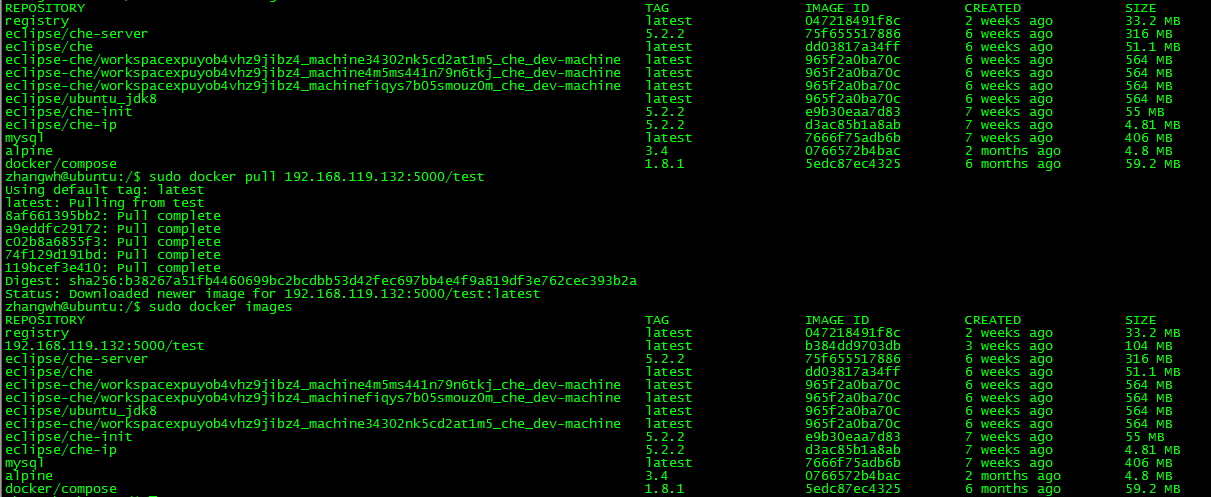 REPOSITORY TAG IMAGE ID CREATED SIZE
registry latest 047218491f8c 2 weeks ago 33.2 MB
eclipse/che-server 5.2.2 75f655517886 6 weeks ago 316 MB
eclipse/che latest dd03817a34ff 6 weeks ago 51.1 MB
eclipse-che/workspacexpuyob4vhz9jibz4_machine34302nk5cd2at1m5_che_dev-machine latest 965f2a0ba70c 6 weeks ago 564 MB
eclipse-che/workspacexpuyob4vhz9jibz4_machine4m5ms441n79n6tkj_che_dev-machine latest 965f2a0ba70c 6 weeks ago 564 MB
eclipse-che/workspacexpuyob4vhz9jibz4_machinefiqys7b05smouz0m_che_dev-machine latest 965f2a0ba70c 6 weeks ago 564 MB
eclipse/ubuntu_jdk8 latest 965f2a0ba70c 6 weeks ago 564 MB
eclipse/che-init 5.2.2 e9b30eaa7d83 7 weeks ago 55 MB
eclipse/che-ip 5.2.2 d3ac85b1a8ab 7 weeks ago 4.81 MB
mysql latest 7666f75adb6b 7 weeks ago 406 MB
alpine 3.4 0766572b4bac 2 months ago 4.8 MB
docker/compose 1.8.1 5edc87ec4325 6 months ago 59.2 MB
zhangwh@ubuntu:/$ sudo docker pull 192.168.119.132:5000/test
Using default tag: latest
latest: Pulling from test
8af661395bb2: Pull complete
a9eddfc29172: Pull complete
c02b8a6855f3: Pull complete
74f129d191bd: Pull complete
119bcef3e410: Pull complete
Digest: sha256:b38267a51fb4460699bc2bcdbb53d42fec697bb4e4f9a819df3e762cec393b2a
Status: Downloaded newer image for 192.168.119.132:5000/test:latest
zhangwh@ubuntu:/$ sudo docker images
REPOSITORY TAG IMAGE ID CREATED SIZE
registry latest 047218491f8c 2 weeks ago 33.2 MB
192.168.119.132:5000/test latest b384dd9703db 3 weeks ago 104 MB
eclipse/che-server 5.2.2 75f655517886 6 weeks ago 316 MB
eclipse/che latest dd03817a34ff 6 weeks ago 51.1 MB
eclipse-che/workspacexpuyob4vhz9jibz4_machine4m5ms441n79n6tkj_che_dev-machine latest 965f2a0ba70c 6 weeks ago 564 MB
eclipse-che/workspacexpuyob4vhz9jibz4_machinefiqys7b05smouz0m_che_dev-machine latest 965f2a0ba70c 6 weeks ago 564 MB
eclipse/ubuntu_jdk8 latest 965f2a0ba70c 6 weeks ago 564 MB
eclipse-che/workspacexpuyob4vhz9jibz4_machine34302nk5cd2at1m5_che_dev-machine latest 965f2a0ba70c 6 weeks ago 564 MB
eclipse/che-init 5.2.2 e9b30eaa7d83 7 weeks ago 55 MB
eclipse/che-ip 5.2.2 d3ac85b1a8ab 7 weeks ago 4.81 MB
mysql latest 7666f75adb6b 7 weeks ago 406 MB
alpine 3.4 0766572b4bac 2 months ago 4.8 MB
docker/compose 1.8.1 5edc87ec4325 6 months ago 59.2 MB